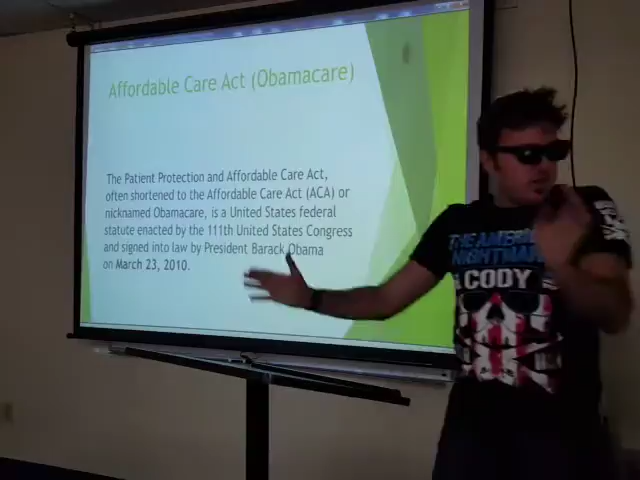 Affordable Care Act (Obamacare)
The Patient Protection and Affordable Care Act,
often shortened to the Affordable Care Act (ACA) or
nicknamed Obamacare, is a United States federal
statute enacted by the 111th United States Congress
and signed into law by President Barack Obama
on March 23, 2010.
THE AMERICAN
NIGHTMARE
CODY